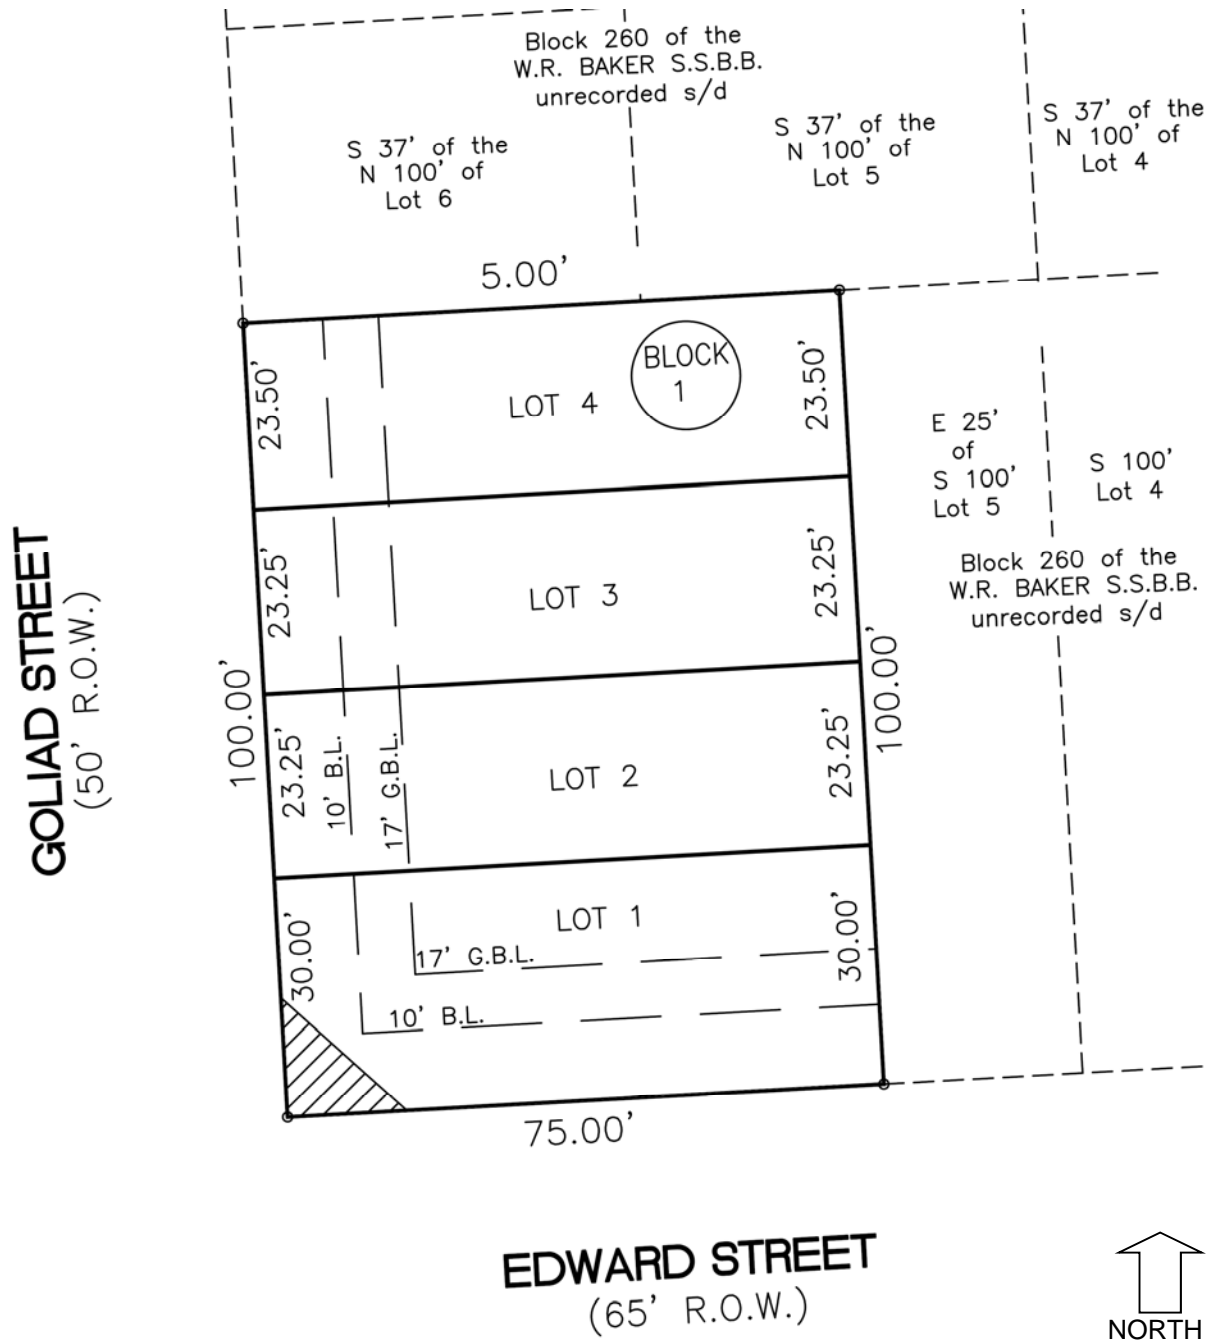 Block 260 of the
W.R. BAKER S.S.B.B.
unrecorded s/d
S 37' of the
N 100' of
Lot 6
S 37' of the
N 100' of
Lot 5
S 37' of the
N 100' of
Lot 4
5.00'
BLOCK
1
23.50'
LOT 4
23.50'
E 25'
of
S 100'
Lot 5
S 100'
Lot 4
Block 260 of the
W.R. BAKER S.S.B.B.
unrecorded s/d
23.25'
LOT 3
23.25'
GOLIAD STREET
(50' R.O.W.)
100.00'
100.00'
23.25'
10' B.L.
17' G.B.L.
LOT 2
23.25'
30.00'
LOT 1
17' G.B.L.
10' B.L.
30.00'
75.00'
EDWARD STREET
(65' R.O.W.)
NORTH